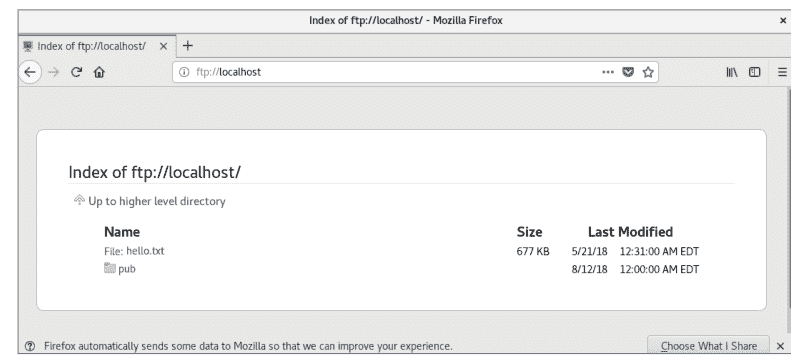 Index of ftp://localhost/ - Mozilla Firefox ×
Index of ftp://localhost/ × +
ftp://localhost
Index of ftp://localhost/
Up to higher level directory
Name Size Last Modified
File: hello.txt 677 KB 5/21/18 12:31:00 AM EDT
pub 8/12/18 12:00:00 AM EDT
Firefox automatically sends some data to Mozilla so that we can improve your experience. Choose What I Share ×